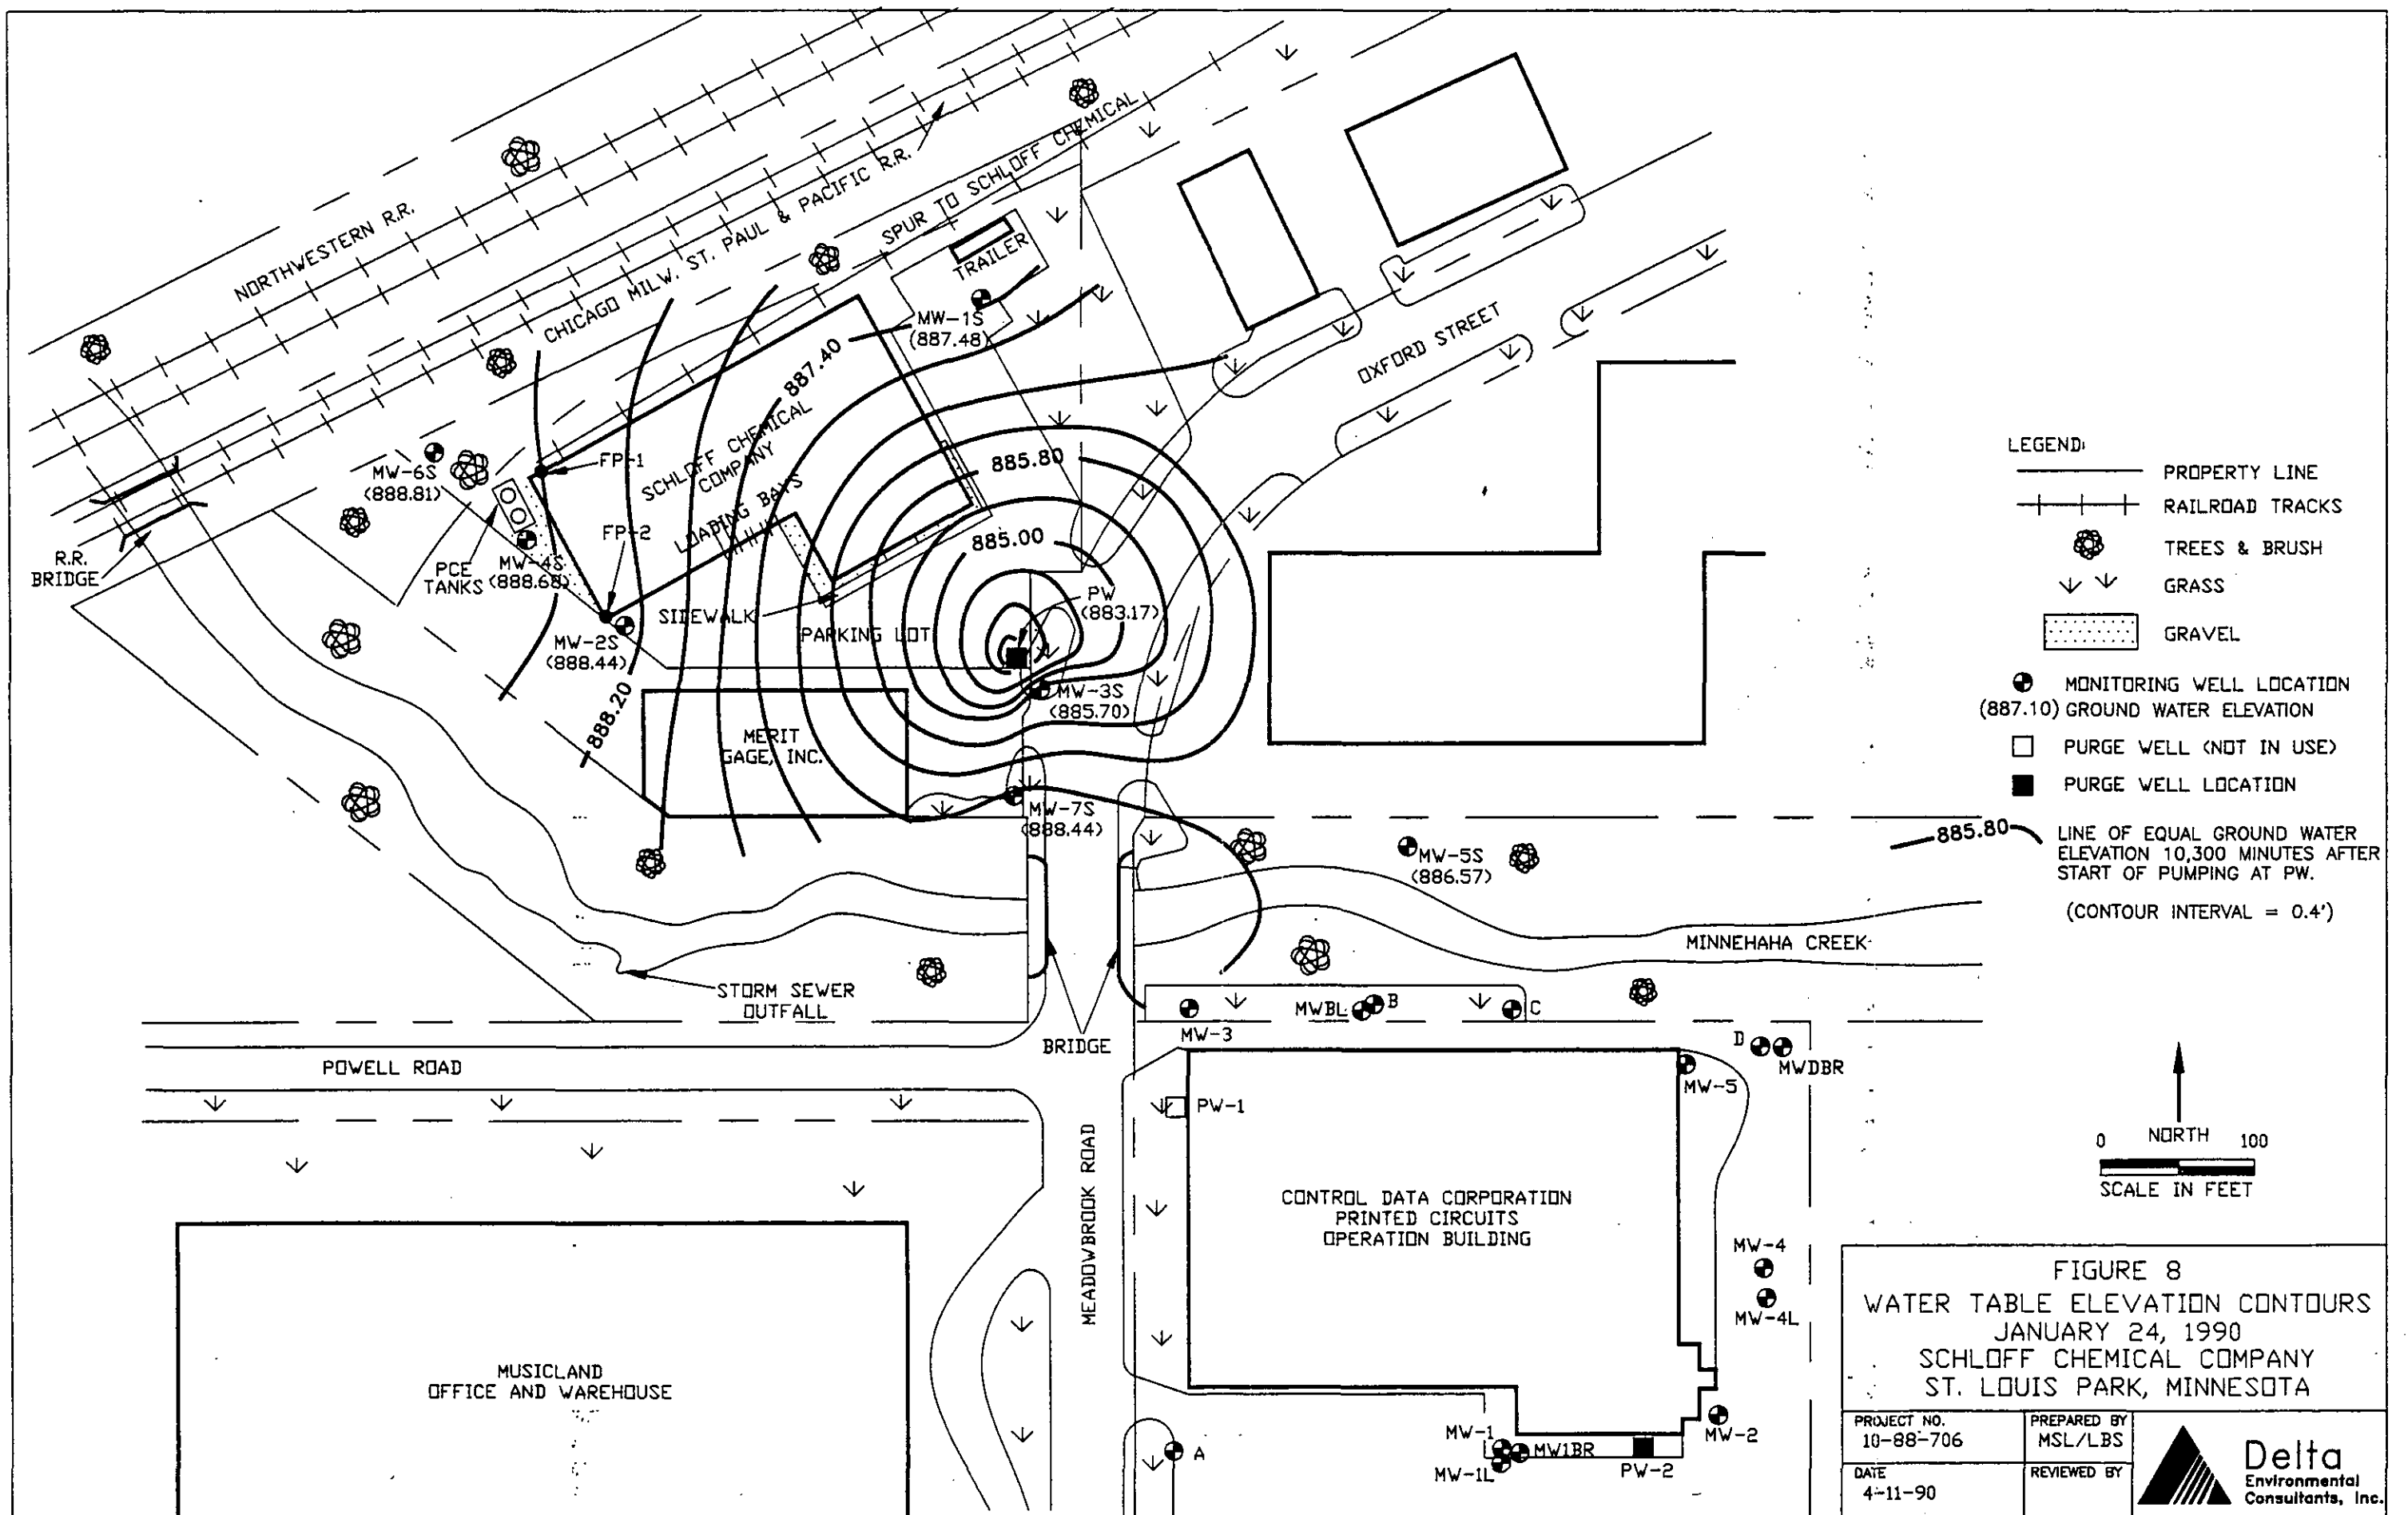 NORTHWESTERN R.R.
CHICAGO MILW. ST. PAUL & PACIFIC R.R.
SPUR TO SCHLOFF CHEMICAL
TRAILER
MW-1S
(887.48)
887.40
SCHLOFF CHEMICAL
COMPANY
LOADING BAYS
FP-1
FP-2
MW-6S
(888.81)
R.R.
BRIDGE
PCE
TANKS
MW-4S
(888.68)
MW-2S
(888.44)
SIDEWALK
PARKING LOT
885.80
885.00
PW
(883.17)
MW-3S
(885.70)
888.20
MERIT
GAGE, INC.
MW-7S
(888.44)
OXFORD STREET
MW-5S
(886.57)
MINNEHAHA CREEK
STORM SEWER
OUTFALL
BRIDGE
MW-3
MWBL
B
C
D
MWDBR
MW-5
POWELL ROAD
PW-1
MEADOWBROOK ROAD
CONTROL DATA CORPORATION
PRINTED CIRCUITS
OPERATION BUILDING
MW-4
MW-4L
MUSICLAND
OFFICE AND WAREHOUSE
A
MW-1
MW1BR
MW-1L
PW-2
MW-2
LEGEND:
PROPERTY LINE
RAILROAD TRACKS
TREES & BRUSH
GRASS
GRAVEL
MONITORING WELL LOCATION
(887.10) GROUND WATER ELEVATION
PURGE WELL (NOT IN USE)
PURGE WELL LOCATION
885.80
LINE OF EQUAL GROUND WATER
ELEVATION 10,300 MINUTES AFTER
START OF PUMPING AT PW.
(CONTOUR INTERVAL = 0.4')
NORTH
0 100
SCALE IN FEET
FIGURE 8
WATER TABLE ELEVATION CONTOURS
JANUARY 24, 1990
SCHLOFF CHEMICAL COMPANY
ST. LOUIS PARK, MINNESOTA
PROJECT NO.
10-88-706
PREPARED BY
MSL/LBS
DATE
4-11-90
REVIEWED BY
Delta
Environmental
Consultants, Inc.